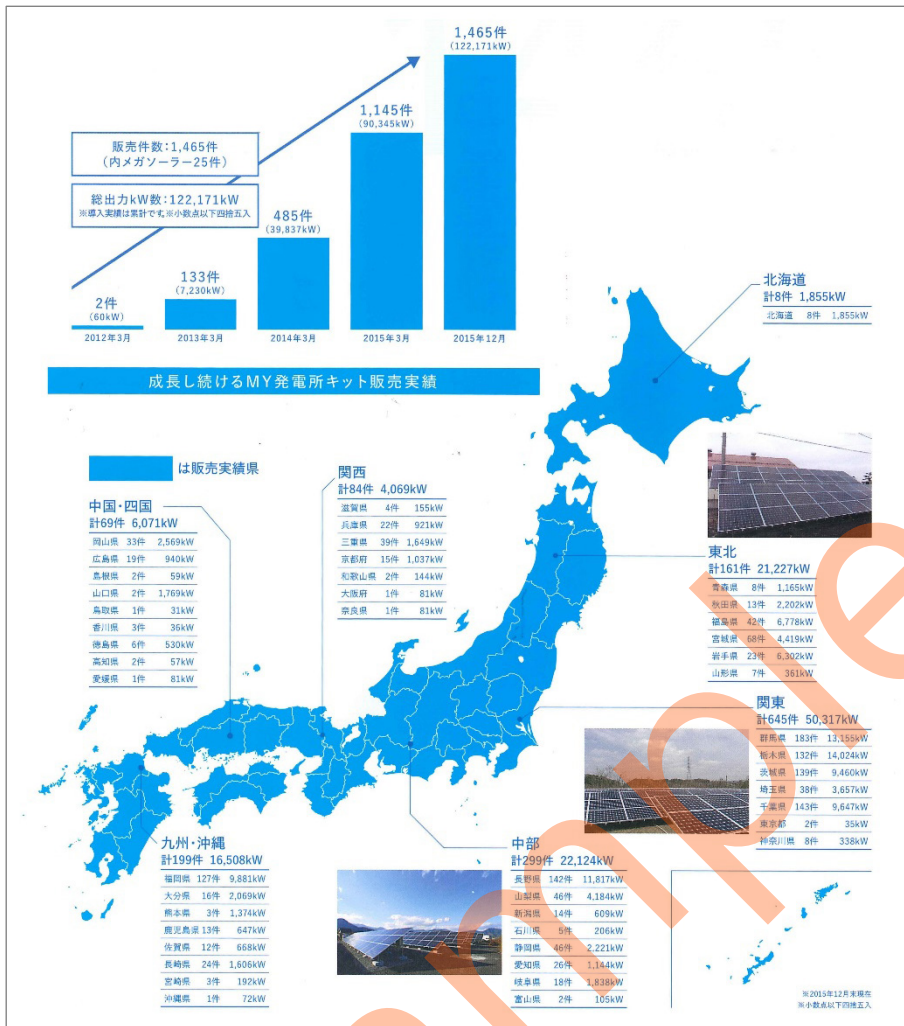 1,465件
(122,171kW)
1,145件
(90,345kW)
販売件数:1,465件
(内メガソーラー25件)
総出力kW数:122,171kW
※導入実績は累計です。※小数点以下四捨五入
485件
(39,837kW)
133件
(7,230kW)
2件
(60kW)
2012年3月 2013年3月 2014年3月 2015年3月 2015年12月
成長し続けるMY発電所キット販売実績
北海道
計8件 1,855kW
北海道 8件 1,855kW
は販売実績県
関西
計84件 4,069kW
滋賀県 4件 155kW
兵庫県 22件 921kW
三重県 39件 1,649kW
京都府 15件 1,037kW
和歌山県 2件 144kW
大阪府 1件 81kW
奈良県 1件 81kW
中国・四国
計69件 6,071kW
岡山県 33件 2,569kW
広島県 19件 940kW
島根県 2件 59kW
山口県 2件 1,769kW
鳥取県 1件 31kW
香川県 3件 36kW
徳島県 6件 530kW
高知県 2件 57kW
愛媛県 1件 81kW
東北
計161件 21,227kW
青森県 8件 1,165kW
秋田県 13件 2,202kW
福島県 42件 6,778kW
宮城県 68件 4,419kW
岩手県 23件 6,302kW
山形県 7件 361kW
関東
計645件 50,317kW
群馬県 183件 13,155kW
栃木県 132件 14,024kW
茨城県 139件 9,460kW
埼玉県 38件 3,657kW
千葉県 143件 9,647kW
東京都 2件 35kW
神奈川県 8件 338kW
九州・沖縄
計199件 16,508kW
福岡県 127件 9,881kW
大分県 16件 2,069kW
熊本県 3件 1,374kW
鹿児島県 13件 647kW
佐賀県 12件 668kW
長崎県 24件 1,606kW
宮崎県 3件 192kW
沖縄県 1件 72kW
中部
計299件 22,124kW
長野県 142件 11,817kW
山梨県 46件 4,184kW
新潟県 14件 609kW
石川県 5件 206kW
静岡県 46件 2,221kW
愛知県 26件 1,144kW
岐阜県 18件 1,838kW
富山県 2件 105kW
※2015年12月末現在
※小数点以下四捨五入